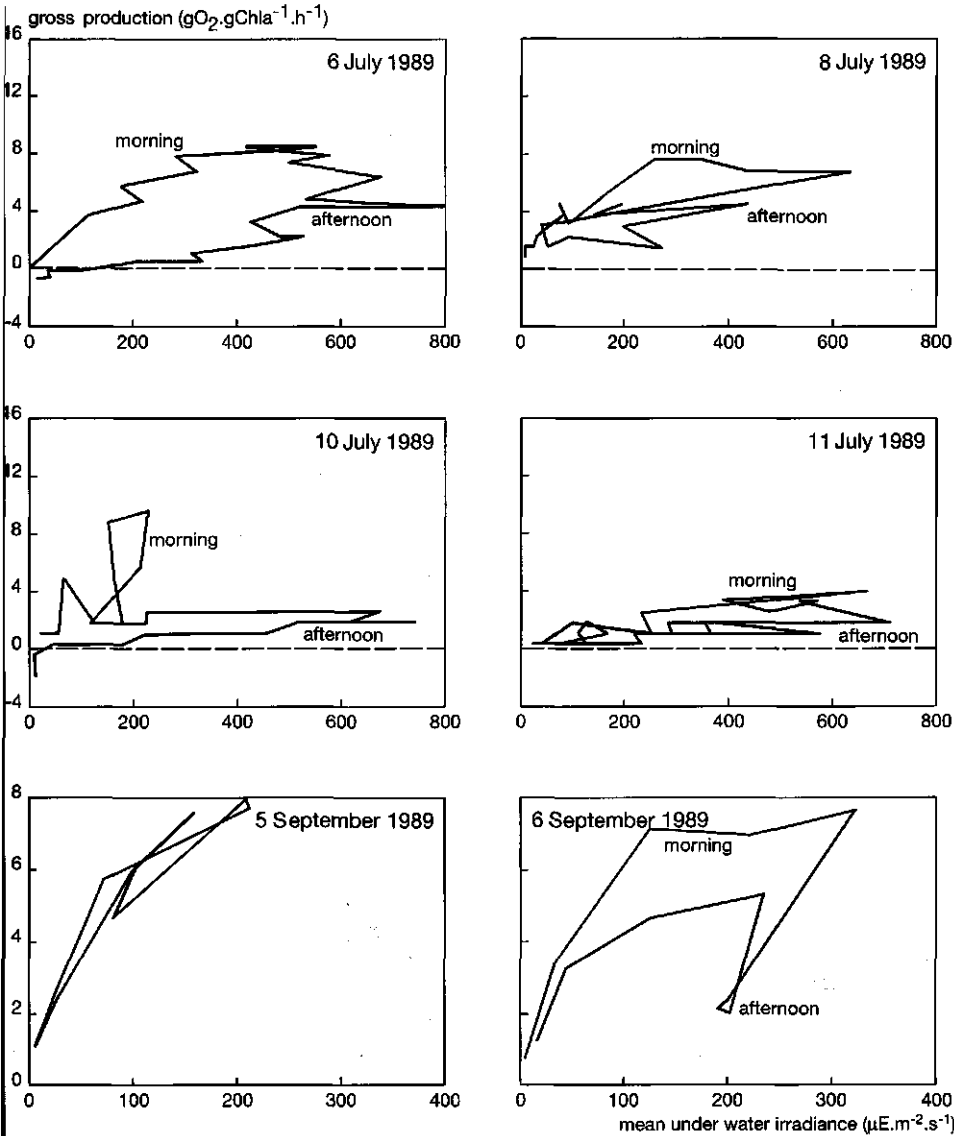 gross production (gO₂.gChla⁻¹.h⁻¹)
16
12
8
4
0
-4
6 July 1989
morning
afternoon
0 200 400 600 800
8 July 1989
morning
afternoon
0 200 400 600 800
16
12
8
4
0
-4
10 July 1989
morning
afternoon
0 200 400 600 800
11 July 1989
morning
afternoon
0 200 400 600 800
8
6
4
2
0
5 September 1989
0 100 200 300 400
6 September 1989
morning
afternoon
0 100 200 300 400
mean under water irradiance (µE.m⁻².s⁻¹)